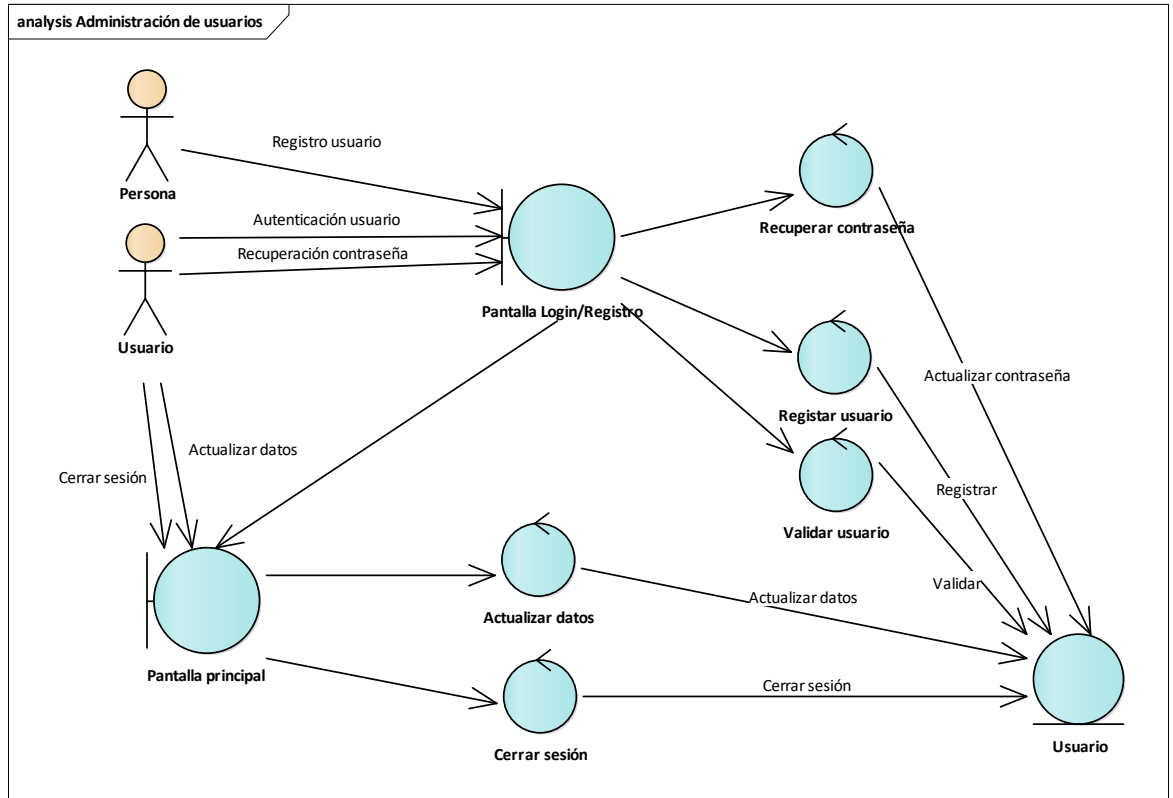 analysis Administración de usuarios
Persona
Registro usuario
Autenticación usuario
Recuperación contraseña
Usuario
Pantalla Login/Registro
Recuperar contraseña
Registar usuario
Validar usuario
Actualizar contraseña
Registrar
Validar
Actualizar datos
Cerrar sesión
Pantalla principal
Actualizar datos
Actualizar datos
Cerrar sesión
Cerrar sesión
Usuario